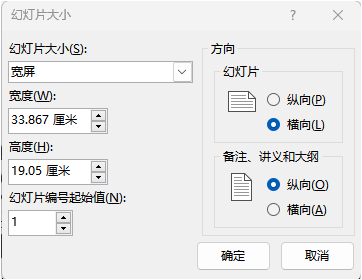 幻灯片大小
?
幻灯片大小(S):
宽屏
宽度(W):
33.867 厘米
高度(H):
19.05 厘米
幻灯片编号起始值(N):
1
方向
幻灯片
纵向(P)
横向(L)
备注、讲义和大纲
纵向(O)
横向(A)
确定
取消